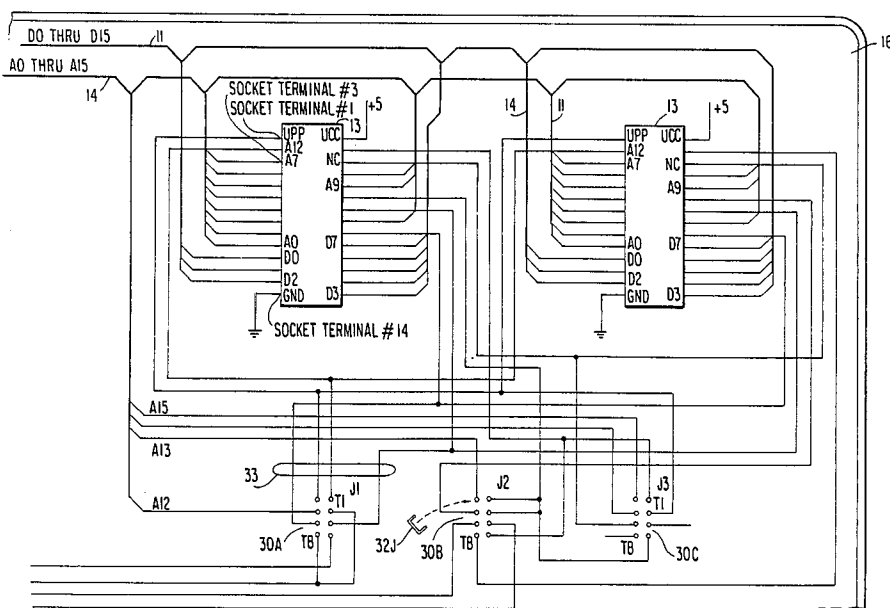 DO THRU D15
11
16
AO THRU A15
14
SOCKET TERMINAL #3
SOCKET TERMINAL #1
13
+5
14
11
13
+5
UPP UCC
A12
A7 NC
A9
AO D7
DO
D2
GND D3
UPP UCC
A12
A7 NC
A9
AO D7
DO
D2
GND D3
SOCKET TERMINAL #14
A15
A13
33
J1
J2
J3
T1
T1
A12
30A
T8
32J
30B
T8
T8
30C